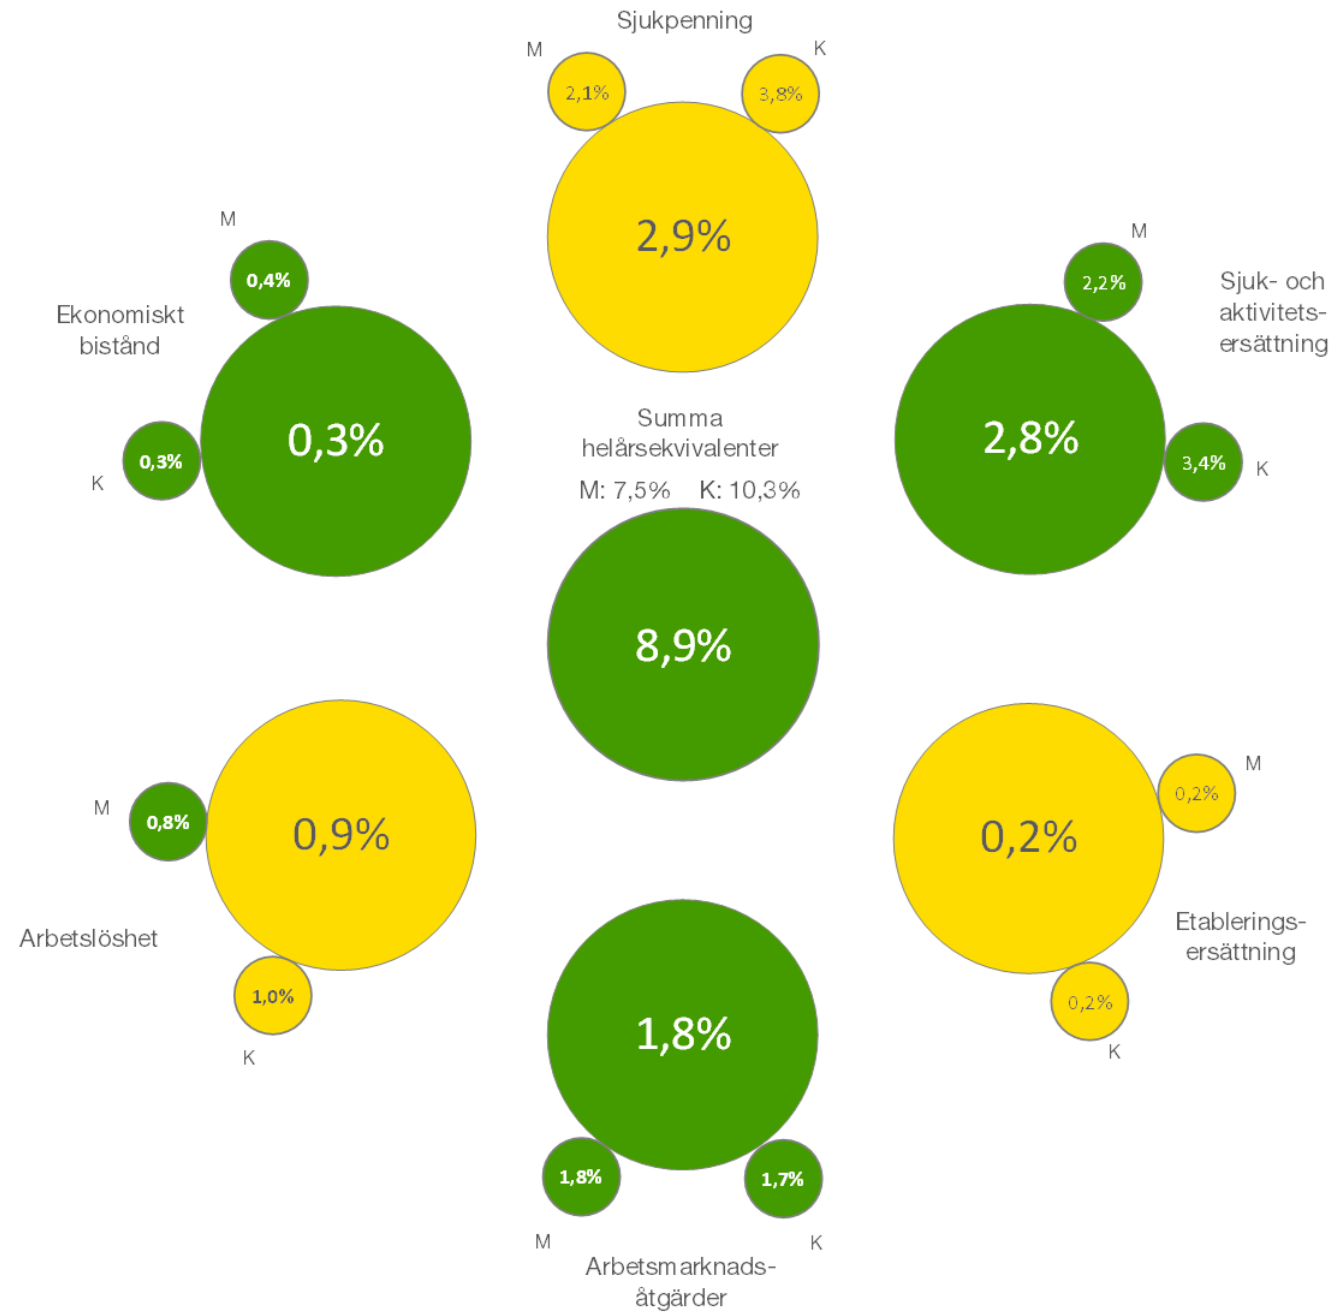 Sjukpenning
M
K
2,1%
3,8%
2,9%
M
0,4%
Ekonomiskt
bistånd
0,3%
0,3%
K
M
2,2%
Sjuk- och
aktivitets-
ersättning
2,8%
3,4%
K
Summa
helårsekvivalenter
M: 7,5% K: 10,3%
8,9%
M
0,8%
0,9%
Arbetslöshet
1,0%
K
M
0,2%
0,2%
Etablerings-
ersättning
0,2%
K
1,8%
1,8%
1,7%
M
K
Arbetsmarknads-
åtgärder